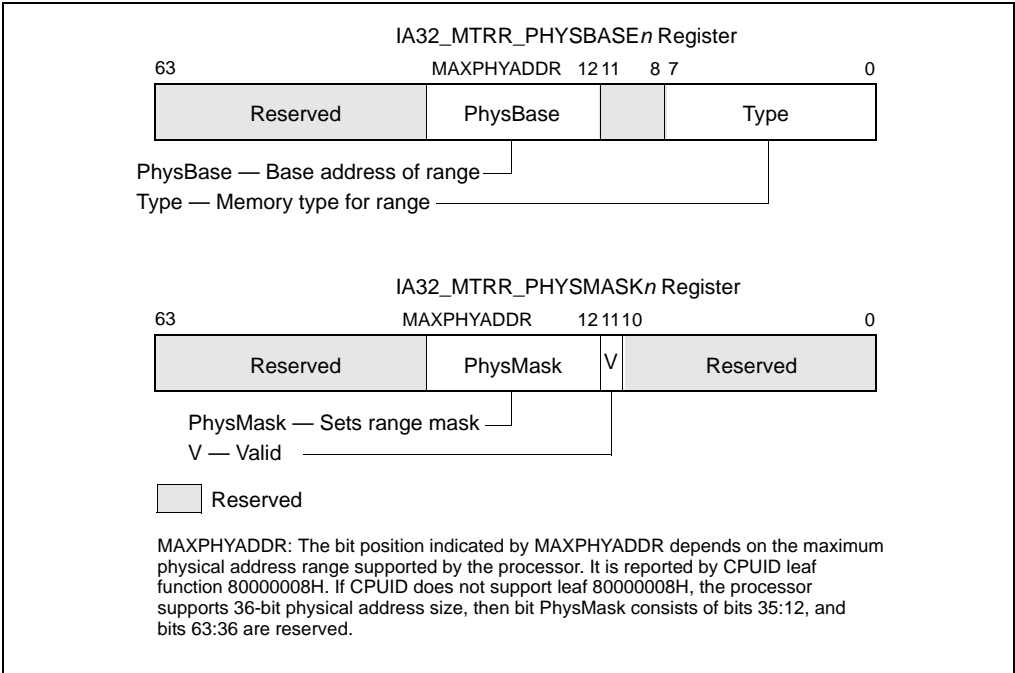 IA32_MTRR_PHYSBASEn Register
63 MAXPHYADDR 12 11 8 7 0
Reserved PhysBase Type
PhysBase — Base address of range
Type — Memory type for range
IA32_MTRR_PHYSMASKn Register
63 MAXPHYADDR 12 11 10 0
Reserved PhysMask V Reserved
PhysMask — Sets range mask
V — Valid
Reserved
MAXPHYADDR: The bit position indicated by MAXPHYADDR depends on the maximum
physical address range supported by the processor. It is reported by CPUID leaf
function 80000008H. If CPUID does not support leaf 80000008H, the processor
supports 36-bit physical address size, then bit PhysMask consists of bits 35:12, and
bits 63:36 are reserved.